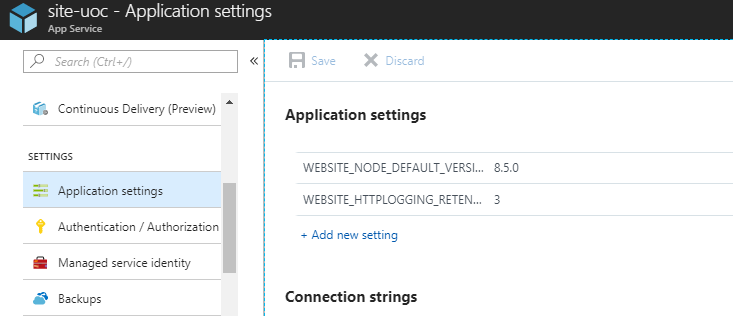 site-uoc - Application settings
App Service
Search (Ctrl+/)
«
Save
Discard
Continuous Delivery (Preview)
SETTINGS
Application settings
Authentication / Authorization
Managed service identity
Backups
Application settings
WEBSITE_NODE_DEFAULT_VERSI... 8.5.0
WEBSITE_HTTPLOGGING_RETEN... 3
+ Add new setting
Connection strings